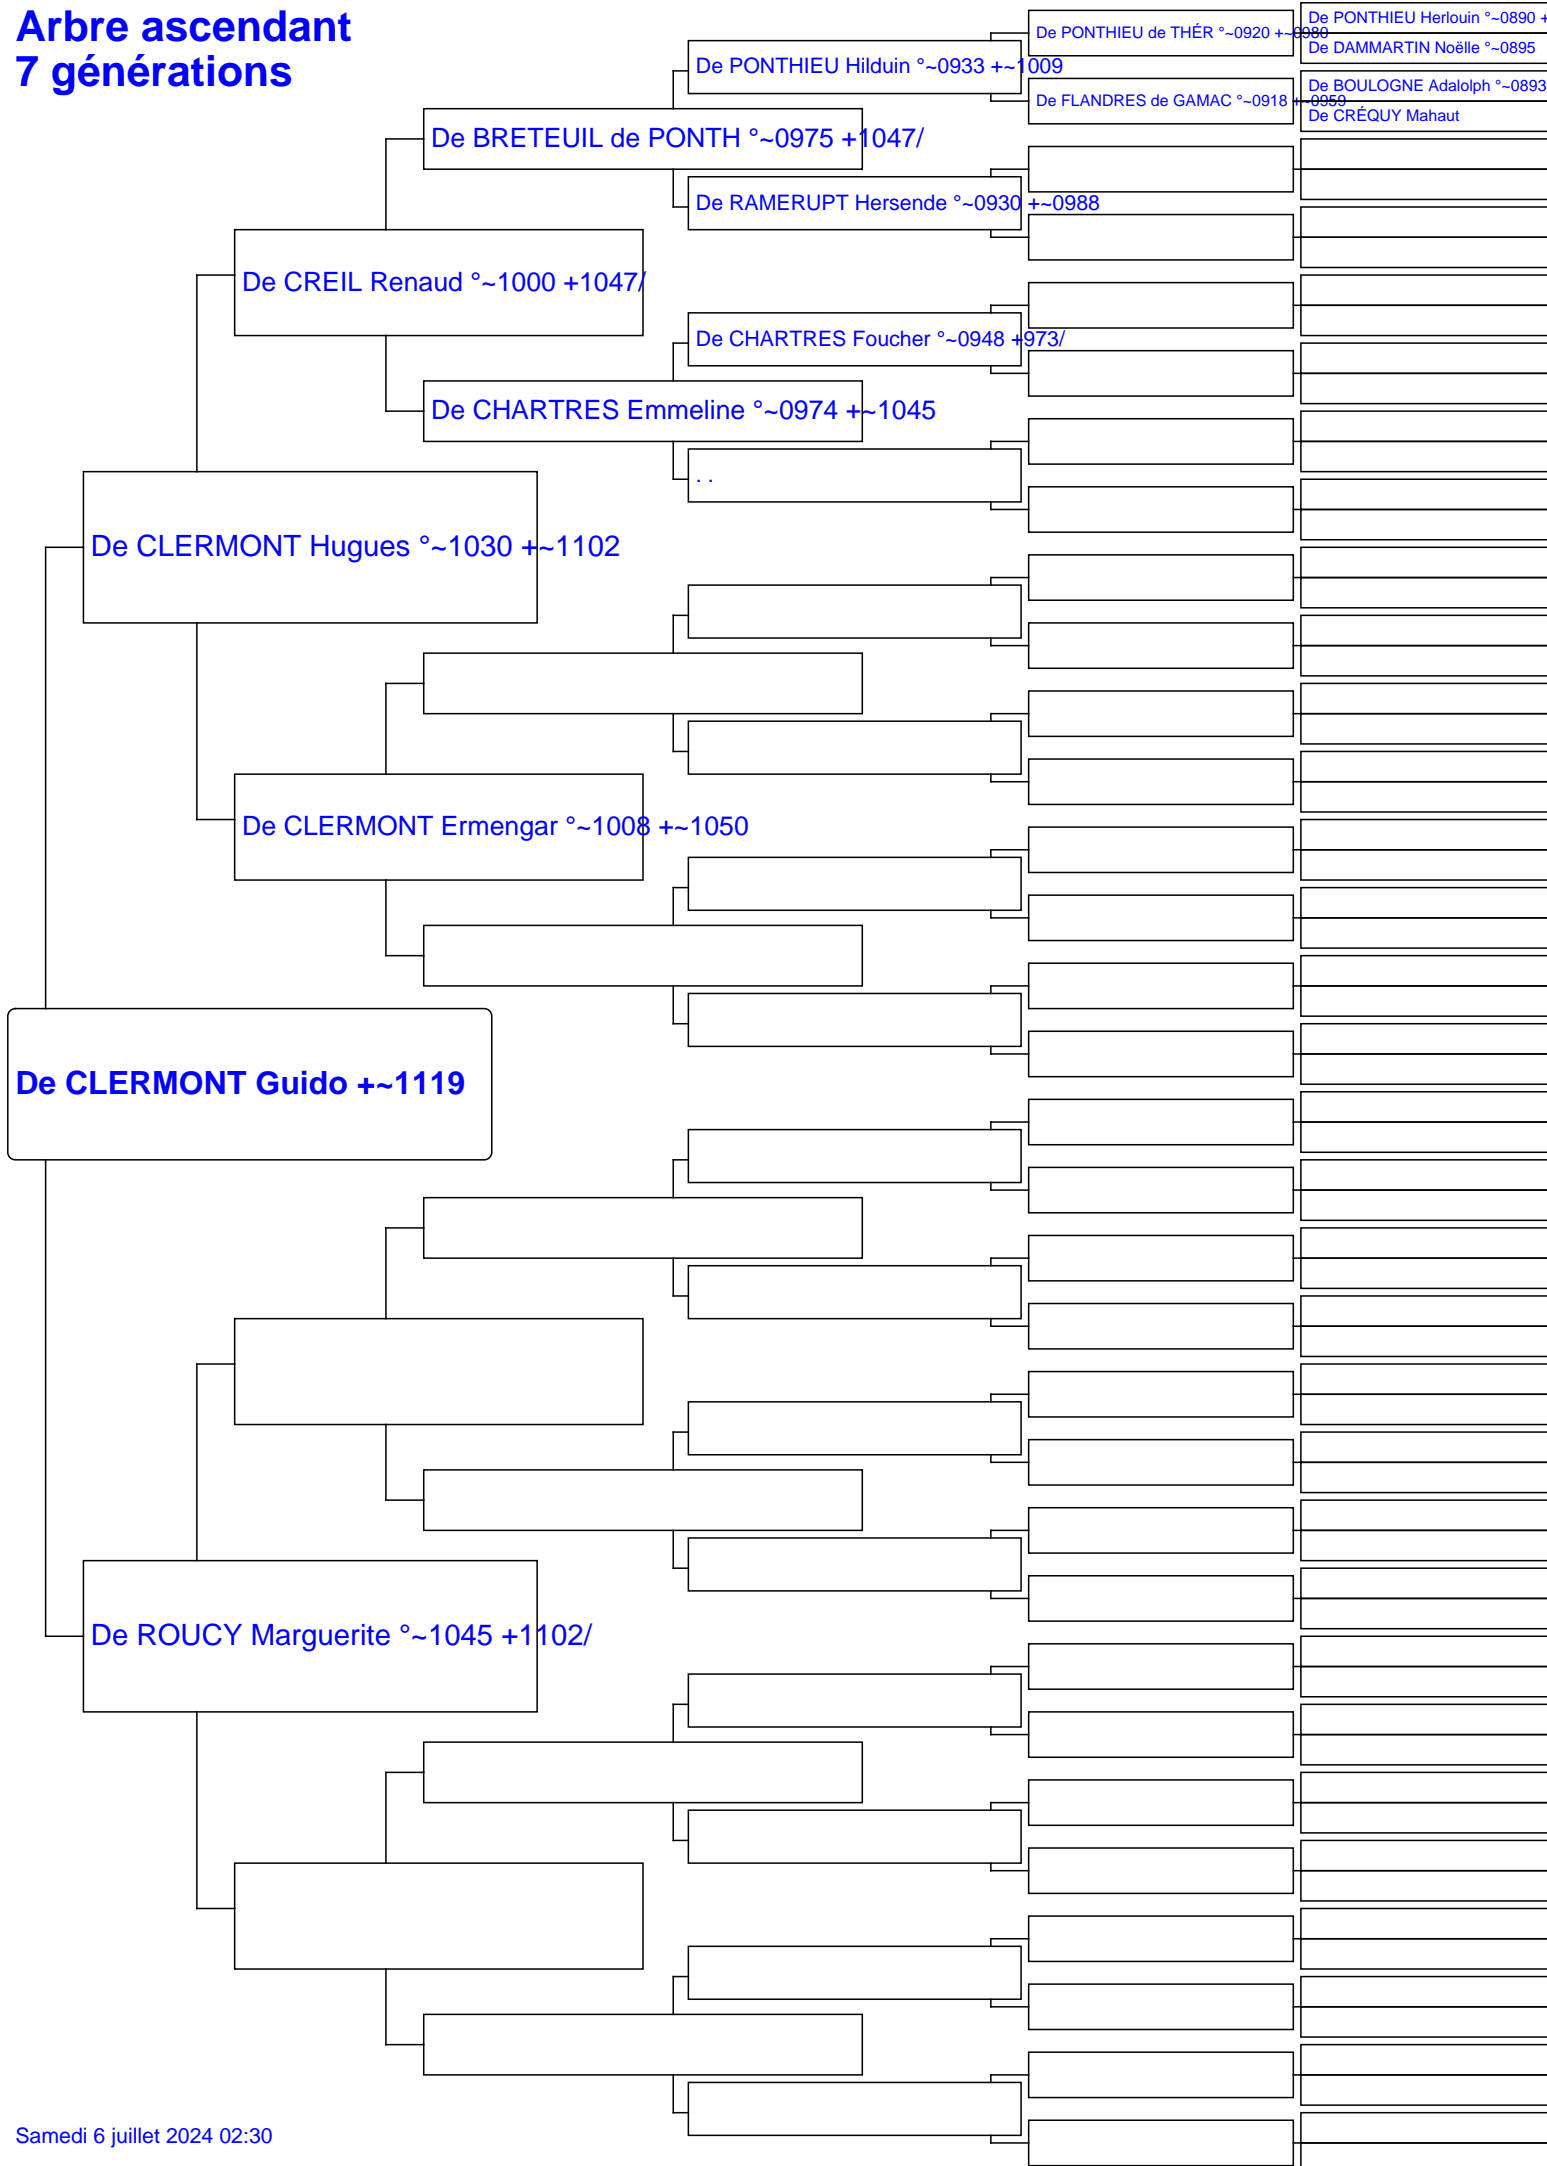 Arbre ascendant
7 générations
De PONTHIEU Herlouin °~0890 +
De PONTHIEU de THÉR °~0920 +~0980
De DAMMARTIN Noëlle °~0895
De PONTHIEU Hilduin °~0933 +~1009
De BOULOGNE Adalolph °~0893
De FLANDRES de GAMAC °~0918 +~0959
De CRÉQUY Mahaut
De BRETEUIL de PONTH °~0975 +1047/
De RAMERUPT Hersende °~0930 +~0988
De CREIL Renaud °~1000 +1047/
De CHARTRES Foucher °~0948 +973/
De CHARTRES Emmeline °~0974 +~1045
. .
De CLERMONT Hugues °~1030 +~1102
De CLERMONT Ermengar °~1008 +~1050
De CLERMONT Guido +~1119
De ROUCY Marguerite °~1045 +1102/
Samedi 6 juillet 2024 02:30